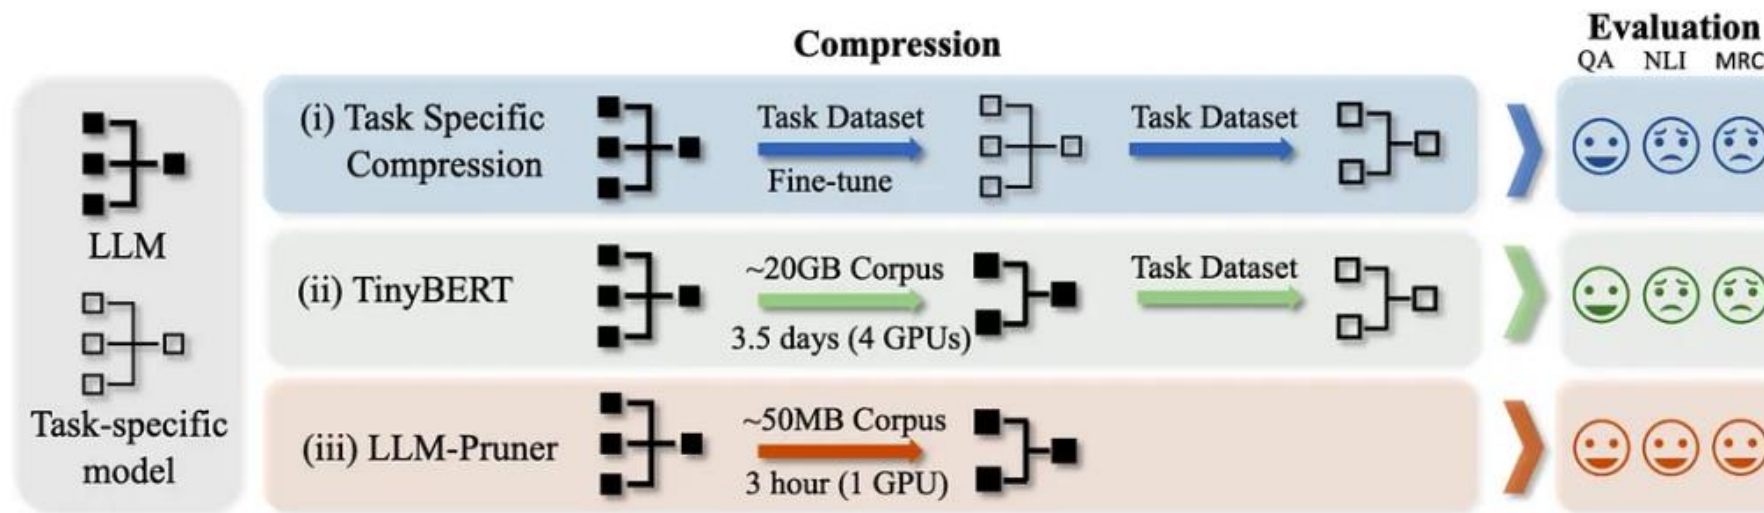 Compression
Evaluation
QA NLI MRC
LLM
Task-specific
model
(i) Task Specific
Compression
Task Dataset
Fine-tune
Task Dataset
(ii) TinyBERT
~20GB Corpus
3.5 days (4 GPUs)
Task Dataset
(iii) LLM-Pruner
~50MB Corpus
3 hour (1 GPU)